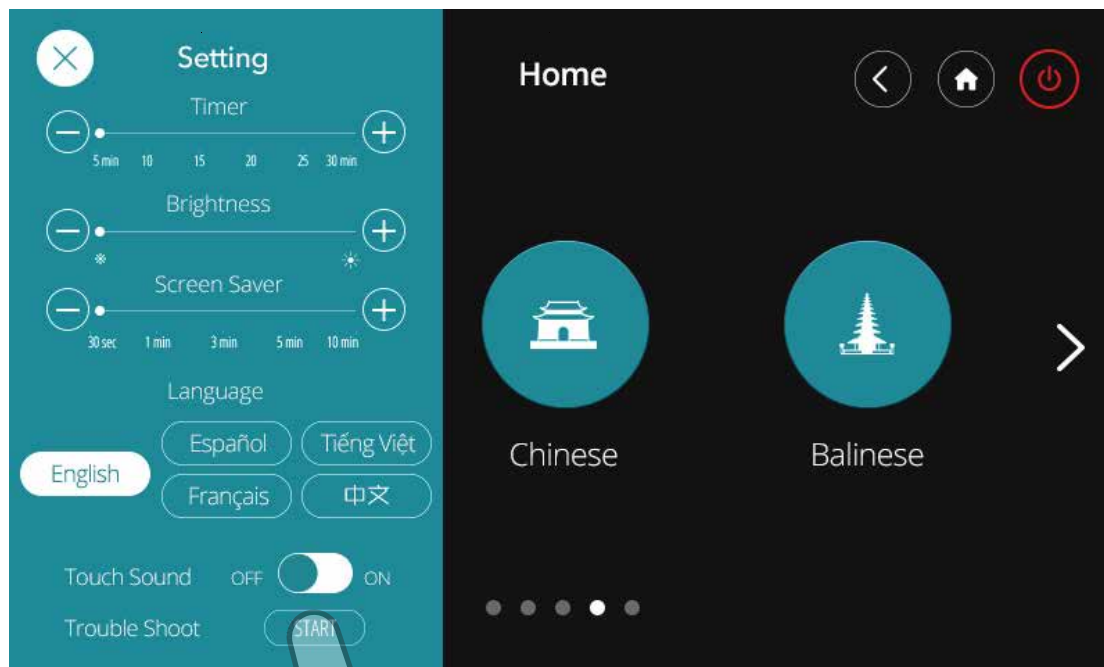 Setting
Timer
5 min 10 15 20 25 30 min
Brightness
Screen Saver
30 sec 1 min 3 min 5 min 10 min
Language
English
Español
Tiếng Việt
Français
中文
Touch Sound OFF ON
Trouble Shoot START
Home
Chinese
Balinese